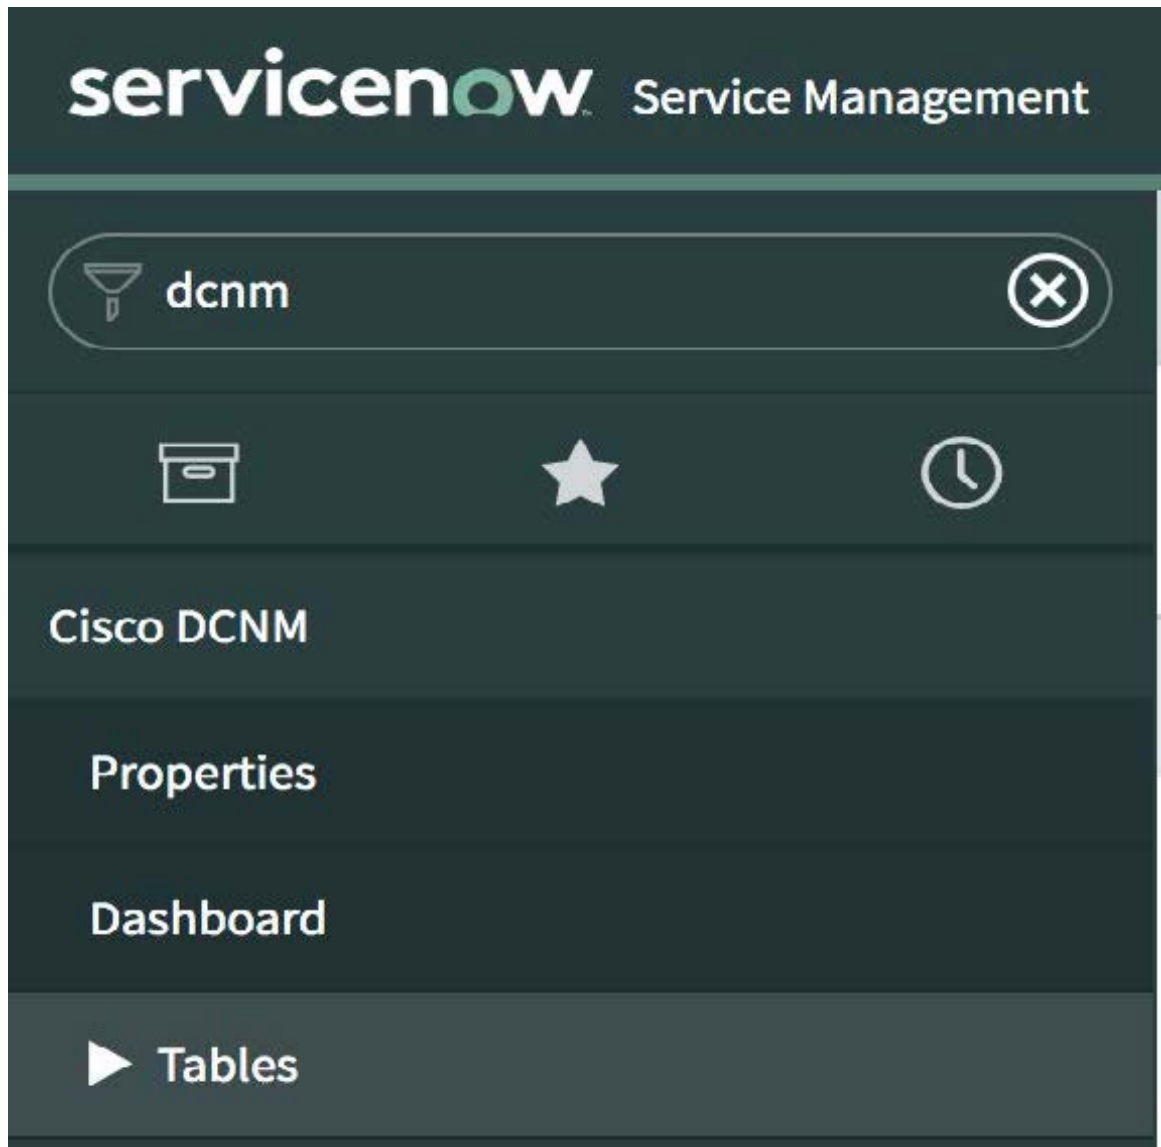 servicenow Service Management
dcnm
Cisco DCNM
Properties
Dashboard
Tables